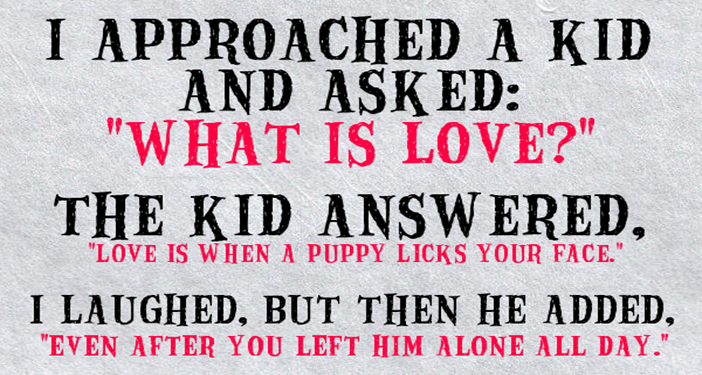 I APPROACHED A KID
AND ASKED:
"WHAT IS LOVE?"
THE KID ANSWERED,
"LOVE IS WHEN A PUPPY LICKS YOUR FACE."
I LAUGHED, BUT THEN HE ADDED,
"EVEN AFTER YOU LEFT HIM ALONE ALL DAY."